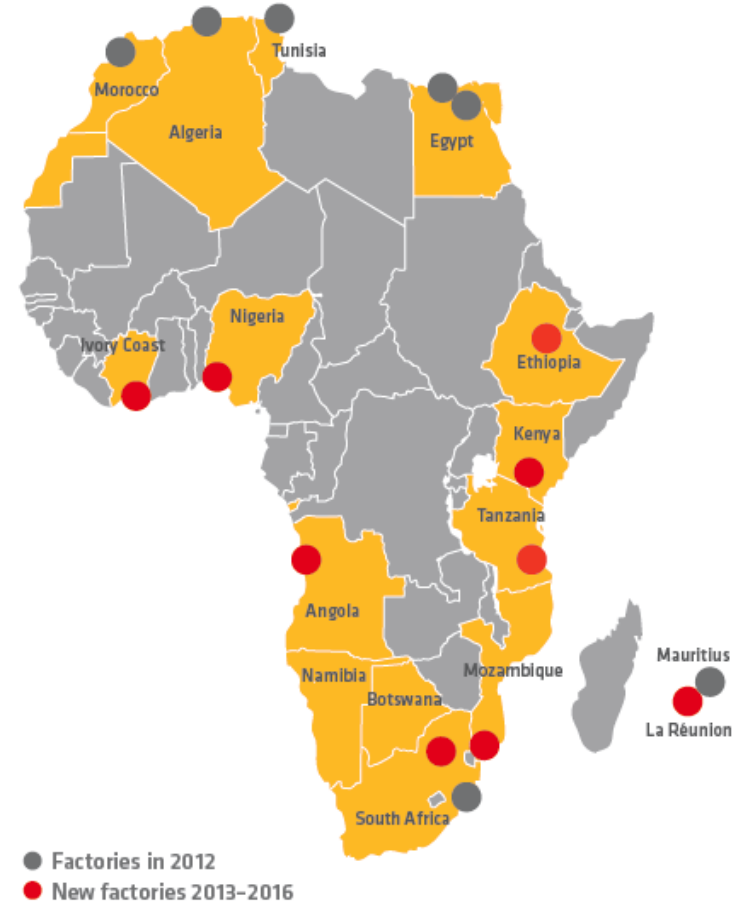 Tunisia
Morocco
Algeria
Egypt
Nigeria
Ivory Coast
Ethiopia
Kenya
Tanzania
Angola
Mauritius
Mozambique
Namibia
Botswana
La Réunion
South Africa
Factories in 2012
New factories 2013–2016